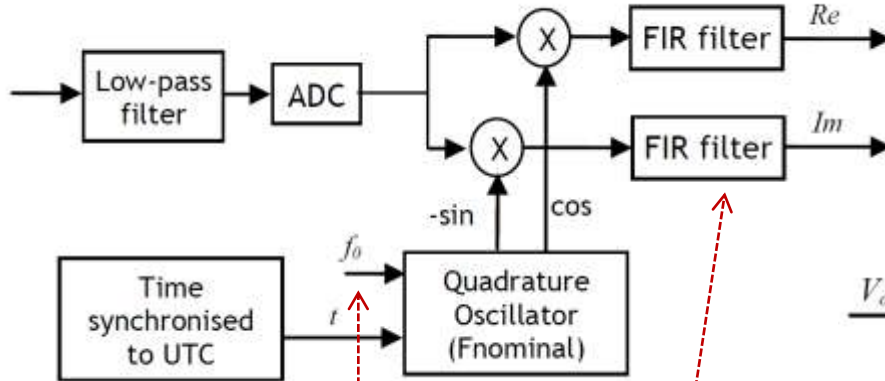 Low-pass
filter
ADC
X
FIR filter
Re
X
FIR filter
Im
-sin
cos
f₀
Time
synchronised
to UTC
t
Quadrature
Oscillator
(Fnominal)